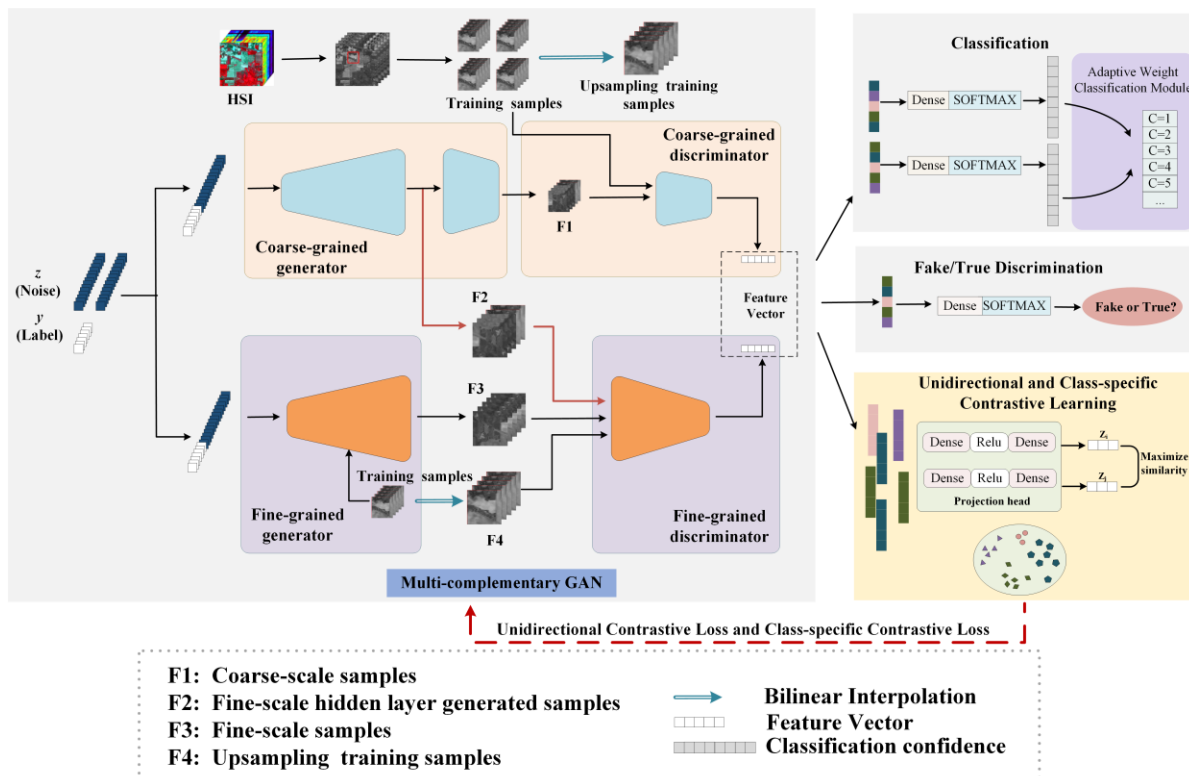 HSI
Training samples
Upsampling training
samples
Coarse-grained
discriminator
F1
Coarse-grained
generator
z
(Noise)
y
(Label)
F2
Feature
Vector
F3
Training samples
Fine-grained
generator
F4
Fine-grained
discriminator
Multi-complementary GAN
Classification
Adaptive Weight
Classification Module
Dense SOFTMAX
Dense SOFTMAX
C=1
C=2
C=3
C=4
C=5
...
Fake/True Discrimination
Dense SOFTMAX
Fake or True?
Unidirectional and Class-specific
Contrastive Learning
Dense Relu Dense
Dense Relu Dense
Projection head
Maximize
similarity
Unidirectional Contrastive Loss and Class-specific Contrastive Loss
F1: Coarse-scale samples
F2: Fine-scale hidden layer generated samples
F3: Fine-scale samples
F4: Upsampling training samples
Bilinear Interpolation
Feature Vector
Classification confidence